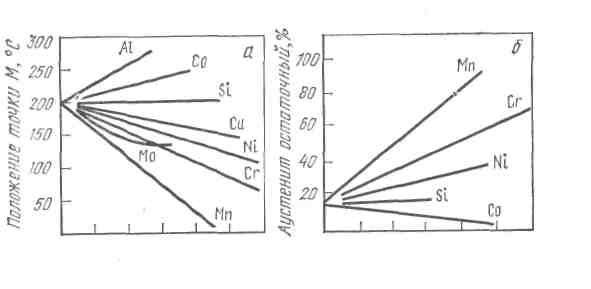 Положение точки М, °С
300
250
200
150
100
50
а
Al
Co
Si
Cu
Ni
Mo
Cr
Mn
Аустенит остаточный, %
100
80
60
40
20
б
Mn
Cr
Ni
Si
Co